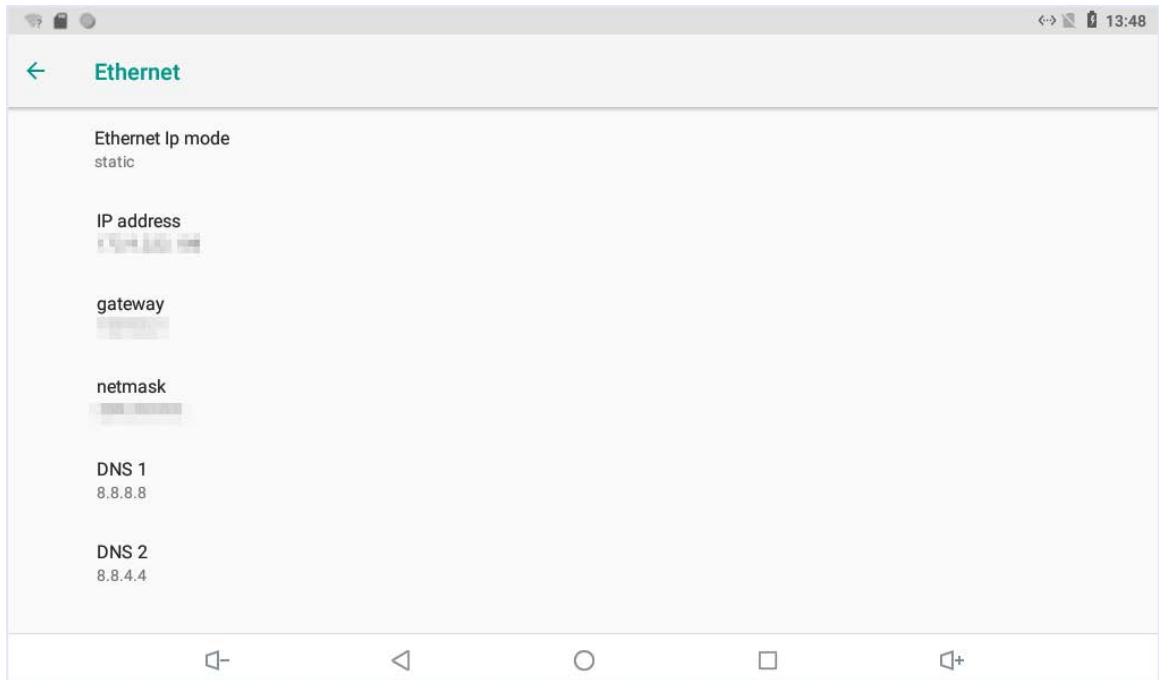 13:48
Ethernet
Ethernet Ip mode
static
IP address
gateway
netmask
DNS 1
8.8.8.8
DNS 2
8.8.4.4